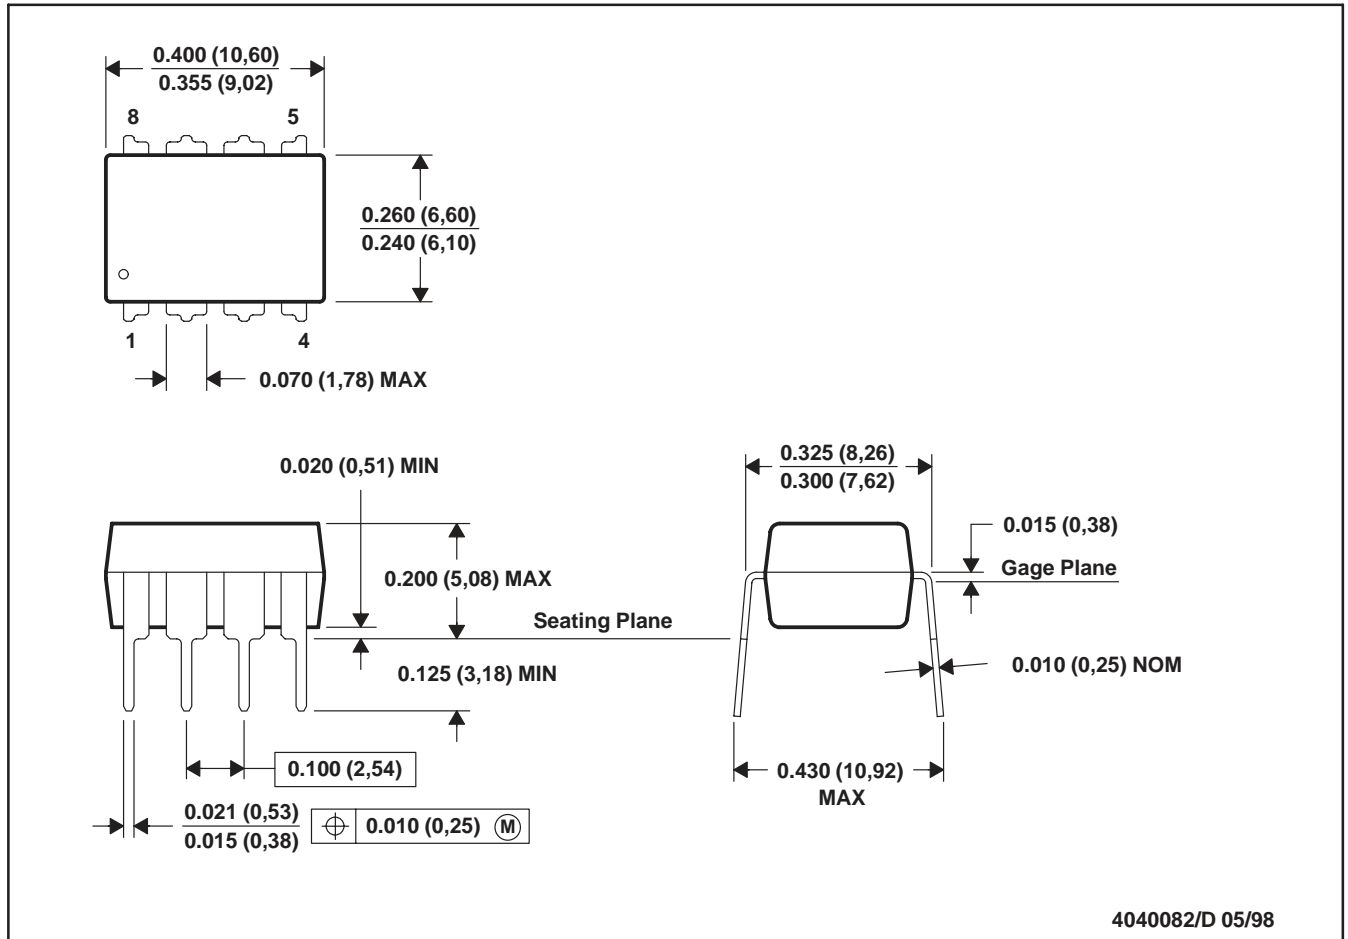 0.400 (10,60)
0.355 (9,02)
8
5
0.260 (6,60)
0.240 (6,10)
1
4
0.070 (1,78) MAX
0.020 (0,51) MIN
0.325 (8,26)
0.300 (7,62)
0.015 (0,38)
0.200 (5,08) MAX
Gage Plane
Seating Plane
0.125 (3,18) MIN
0.010 (0,25) NOM
0.100 (2,54)
0.430 (10,92)
MAX
0.021 (0,53)
0.015 (0,38)
0.010 (0,25) M
4040082/D 05/98